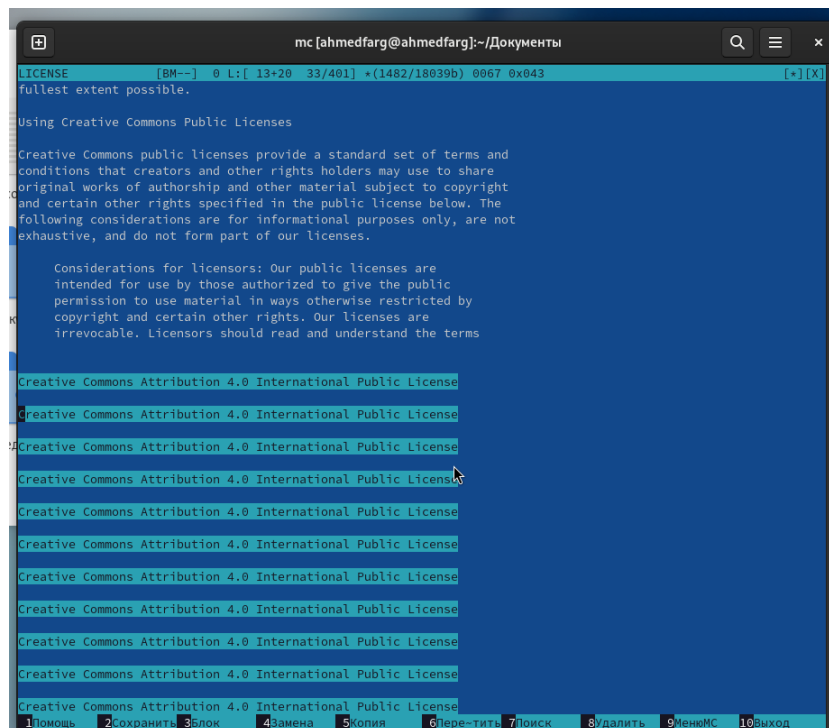 mc [ahmedfarg@ahmedfarg]:~/Документы
LICENSE [BM--] 0 L:[ 13+20 33/401] *(1482/18039b) 0067 0x043 [*][X]
fullest extent possible.
Using Creative Commons Public Licenses
Creative Commons public licenses provide a standard set of terms and
conditions that creators and other rights holders may use to share
original works of authorship and other material subject to copyright
and certain other rights specified in the public license below. The
following considerations are for informational purposes only, are not
exhaustive, and do not form part of our licenses.
Considerations for licensors: Our public licenses are
intended for use by those authorized to give the public
permission to use material in ways otherwise restricted by
copyright and certain other rights. Our licenses are
irrevocable. Licensors should read and understand the terms
Creative Commons Attribution 4.0 International Public License
Creative Commons Attribution 4.0 International Public License
Creative Commons Attribution 4.0 International Public License
Creative Commons Attribution 4.0 International Public License
Creative Commons Attribution 4.0 International Public License
Creative Commons Attribution 4.0 International Public License
Creative Commons Attribution 4.0 International Public License
Creative Commons Attribution 4.0 International Public License
Creative Commons Attribution 4.0 International Public License
Creative Commons Attribution 4.0 International Public License
Creative Commons Attribution 4.0 International Public License
1Помощь 2Сохранить 3Блок 4Замена 5Копия 6Пере~тить 7Поиск 8Удалить 9МенюMC 10Выход